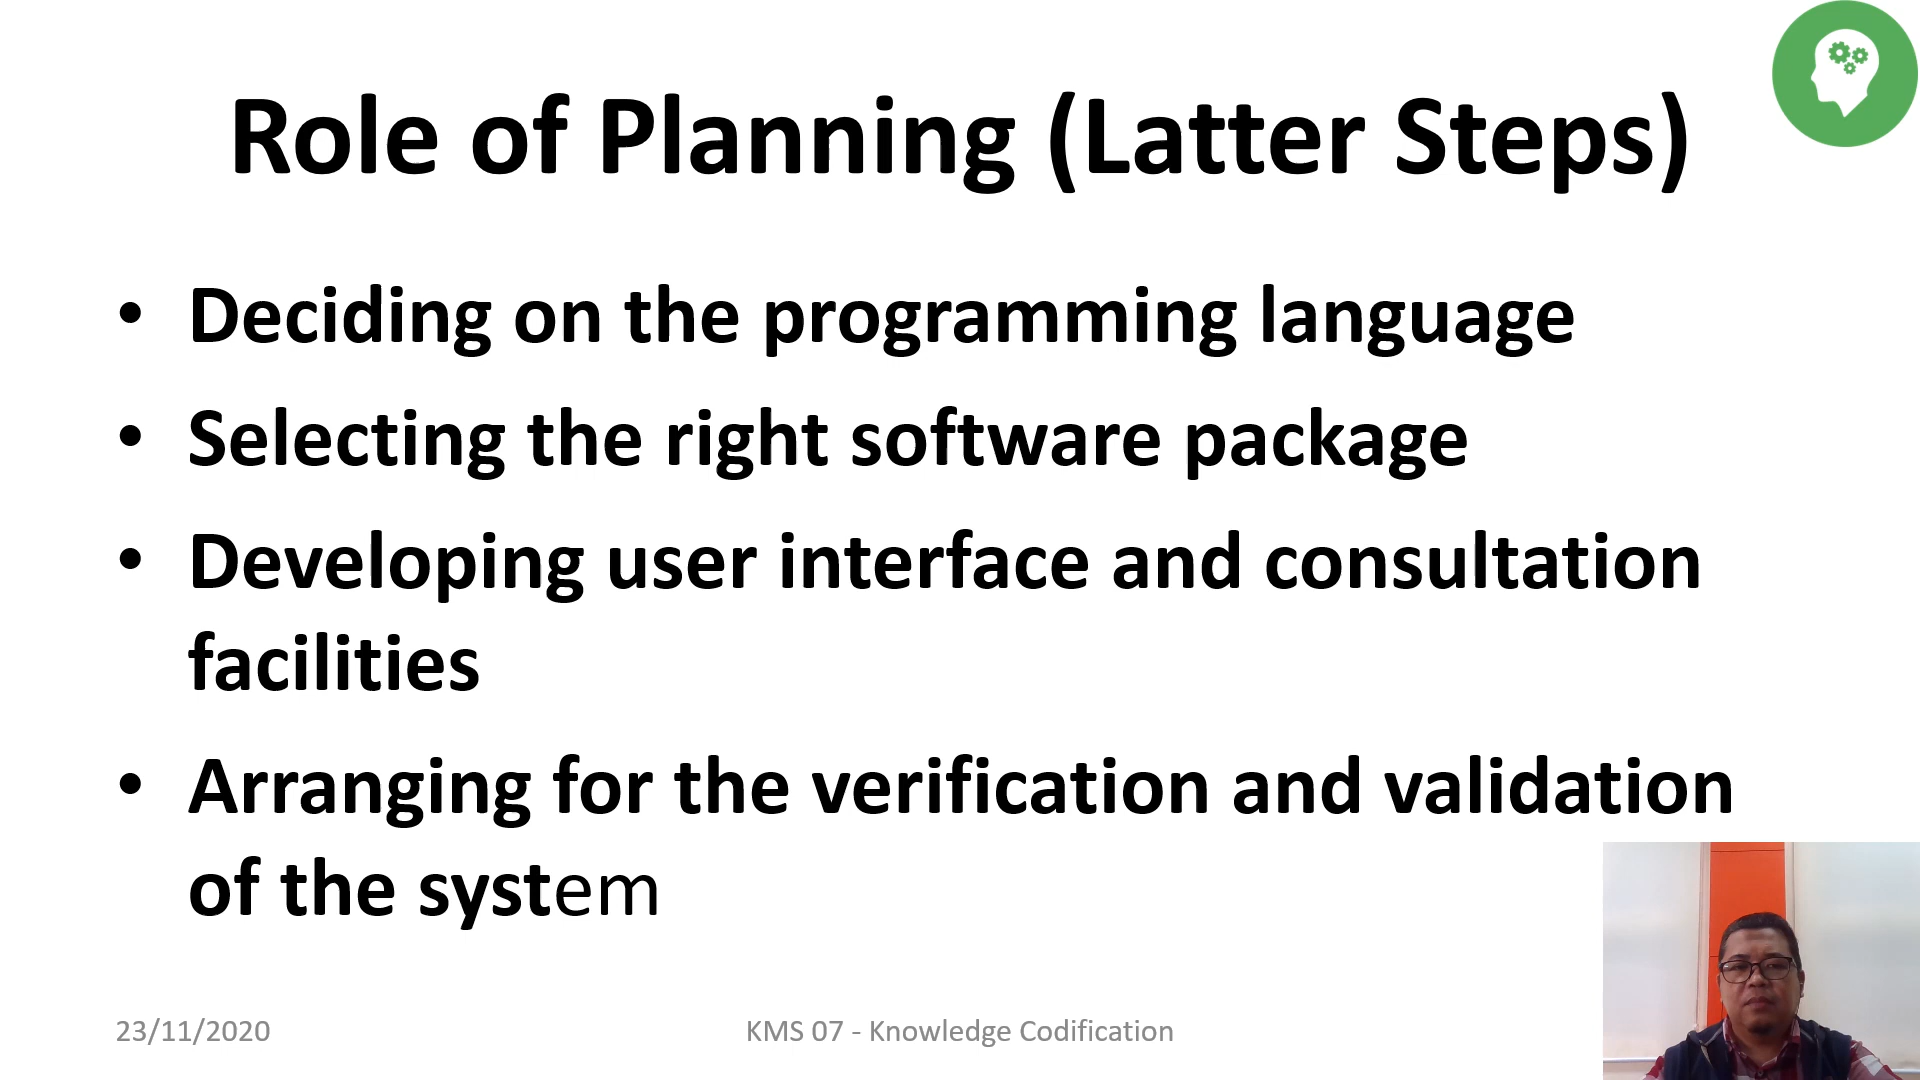 Role of Planning (Latter Steps)
• Deciding on the programming language
• Selecting the right software package
• Developing user interface and consultation
facilities
• Arranging for the verification and validation
of the system
23/11/2020
KMS 07 - Knowledge Codification